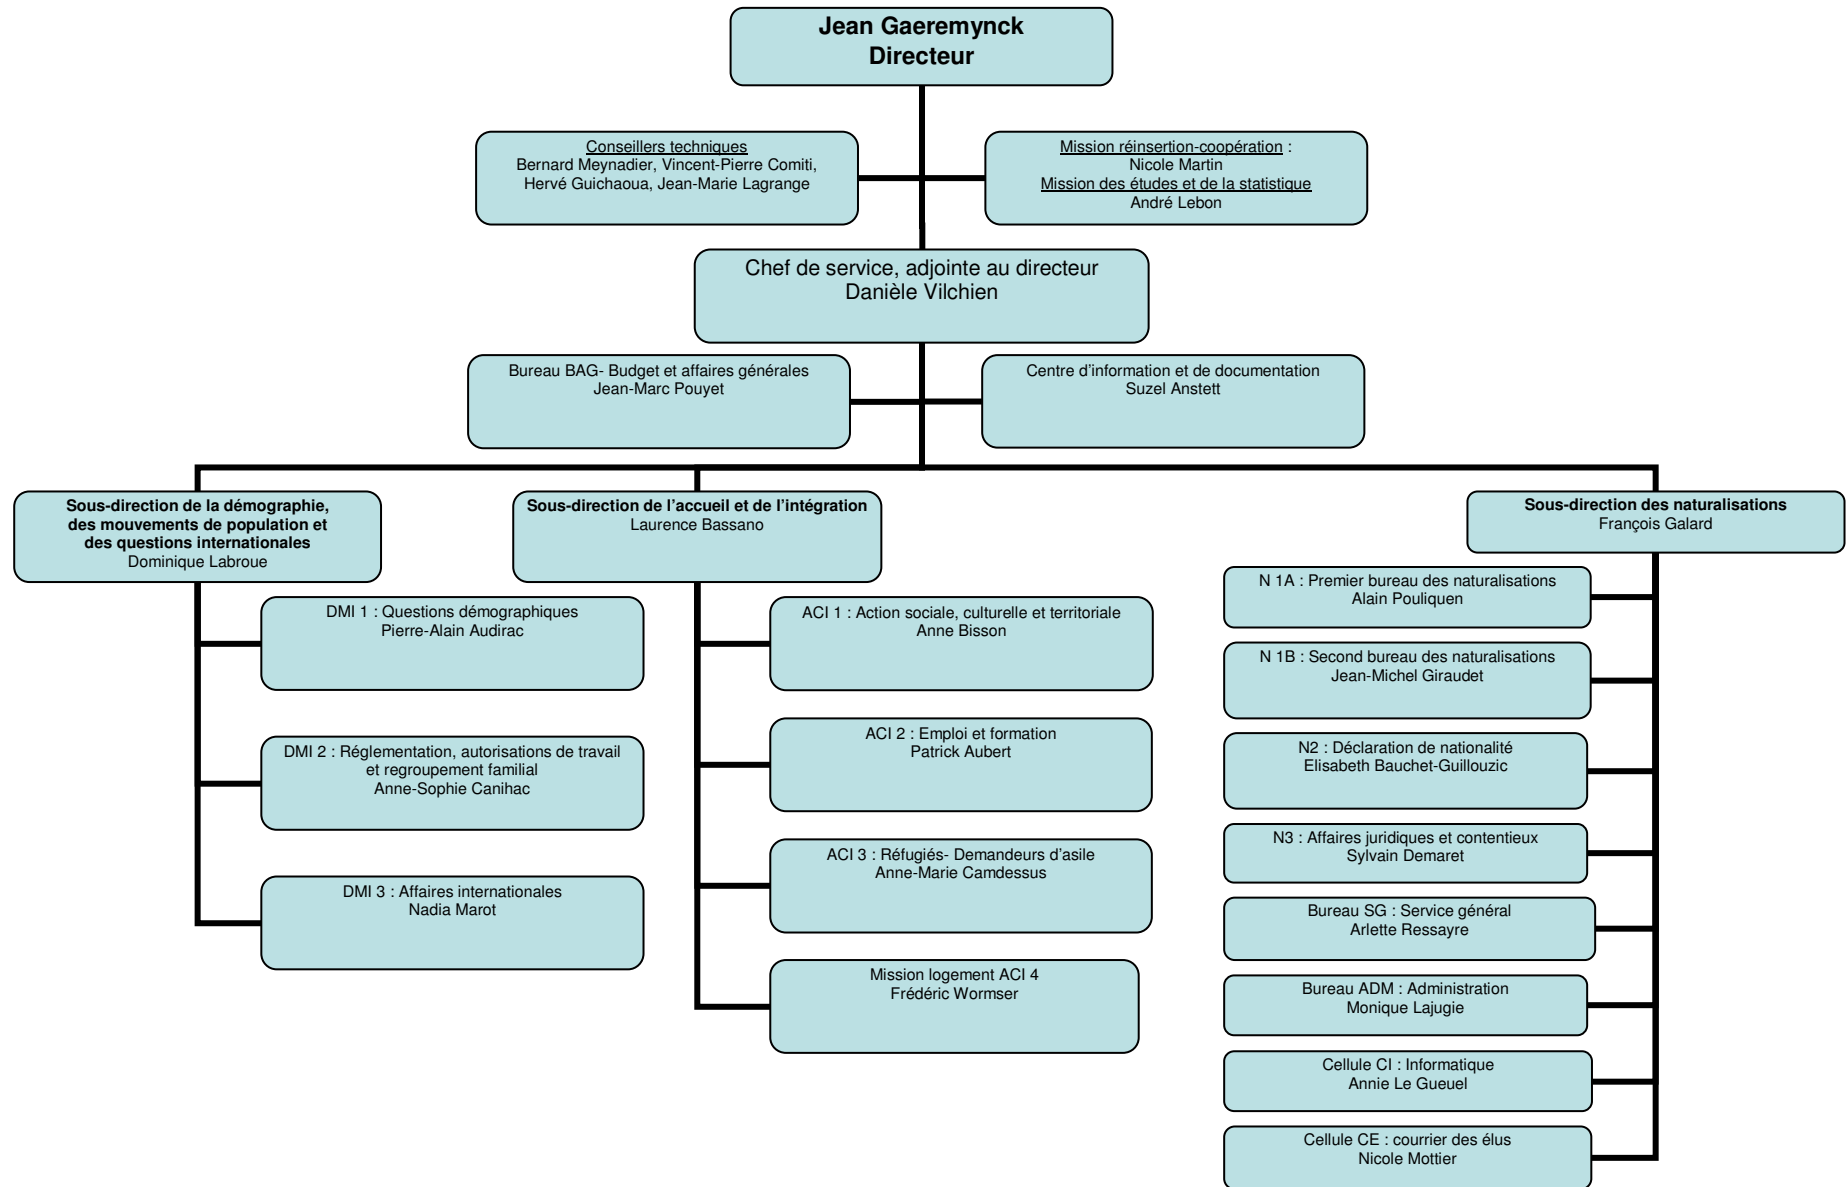 Jean Gaeremynck
Directeur
Conseillers techniques
Bernard Meynadier, Vincent-Pierre Comiti,
Hervé Guichaoua, Jean-Marie Lagrange
Mission réinsertion-coopération :
Nicole Martin
Mission des études et de la statistique
André Lebon
Chef de service, adjointe au directeur
Danièle Vilchien
Bureau BAG- Budget et affaires générales
Jean-Marc Pouyet
Centre d'information et de documentation
Suzel Anstett
Sous-direction de la démographie,
des mouvements de population et
des questions internationales
Dominique Labroue
DMI 1 : Questions démographiques
Pierre-Alain Audirac
DMI 2 : Réglementation, autorisations de travail
et regroupement familial
Anne-Sophie Canihac
DMI 3 : Affaires internationales
Nadia Marot
Sous-direction de l'accueil et de l'intégration
Laurence Bassano
ACI 1 : Action sociale, culturelle et territoriale
Anne Bisson
ACI 2 : Emploi et formation
Patrick Aubert
ACI 3 : Réfugiés- Demandeurs d'asile
Anne-Marie Camdessus
Mission logement ACI 4
Frédéric Wormser
Sous-direction des naturalisations
François Galard
N 1A : Premier bureau des naturalisations
Alain Pouliquen
N 1B : Second bureau des naturalisations
Jean-Michel Giraudet
N2 : Déclaration de nationalité
Elisabeth Bauchet-Guillouzic
N3 : Affaires juridiques et contentieux
Sylvain Demaret
Bureau SG : Service général
Arlette Ressayre
Bureau ADM : Administration
Monique Lajugie
Cellule CI : Informatique
Annie Le Gueuel
Cellule CE : courrier des élus
Nicole Mottier